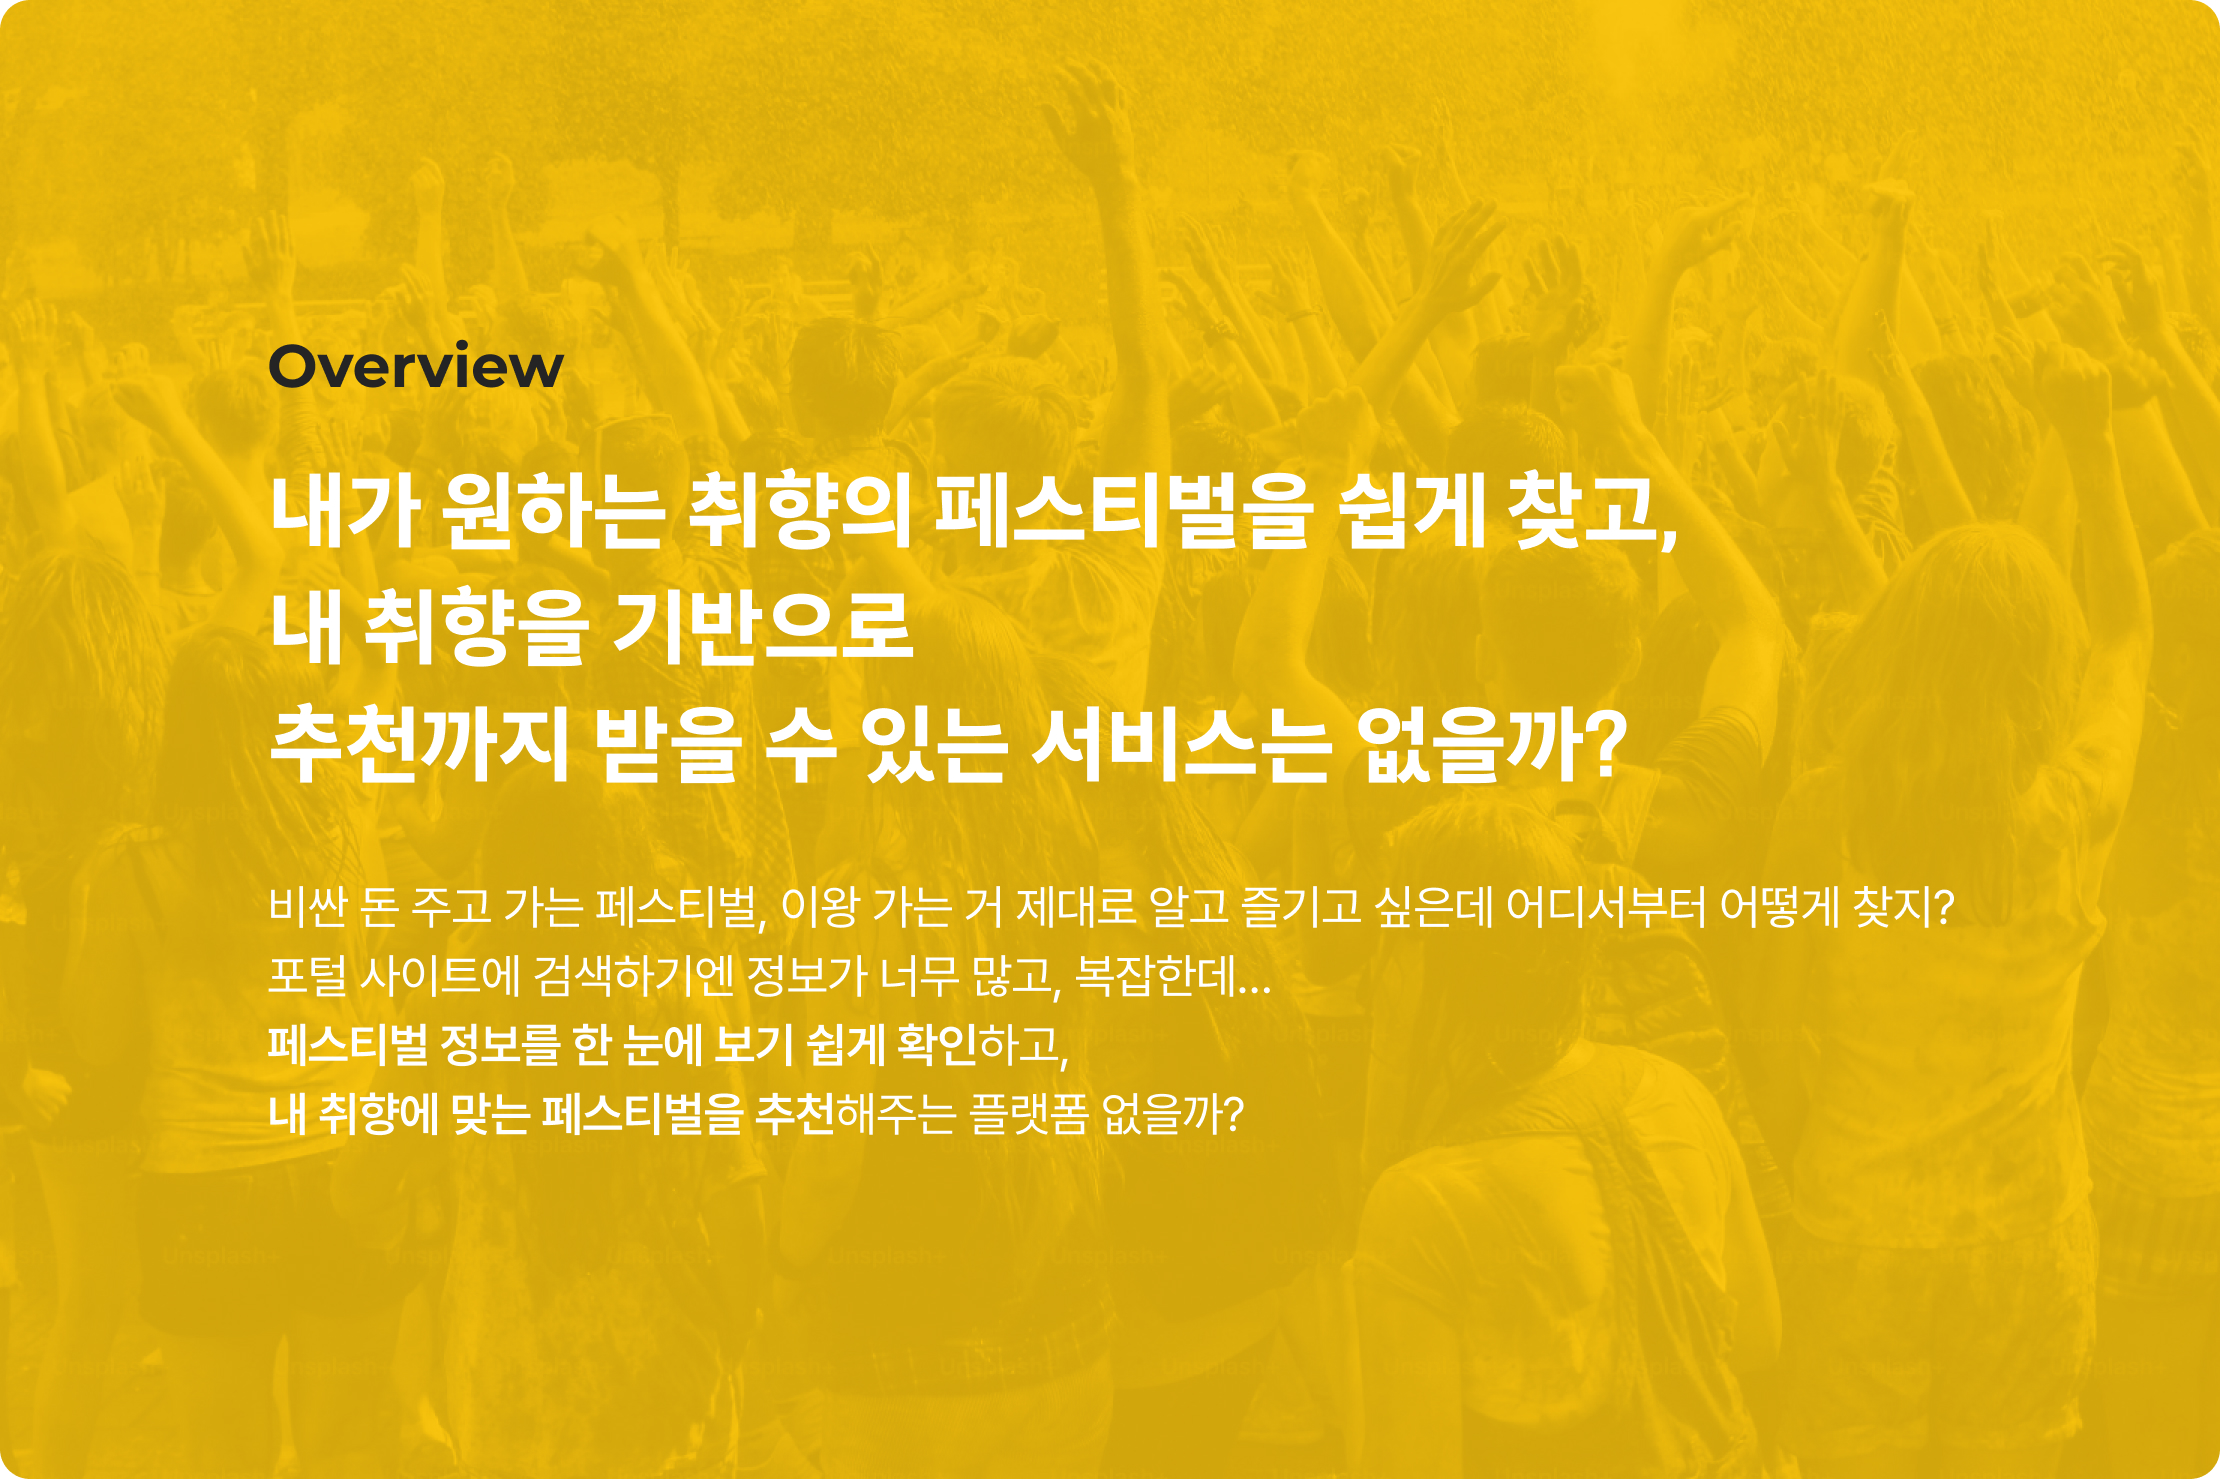 Overview
내가 원하는 취향의 페스티벌을 쉽게 찾고,
내 취향을 기반으로
추천까지 받을 수 있는 서비스는 없을까?
비싼 돈 주고 가는 페스티벌, 이왕 가는 거 제대로 알고 즐기고 싶은데 어디서부터 어떻게 찾지?
포털 사이트에 검색하기엔 정보가 너무 많고, 복잡한데...
페스티벌 정보를 한 눈에 보기 쉽게 확인하고,
내 취향에 맞는 페스티벌을 추천해주는 플랫폼 없을까?
Unsplash+